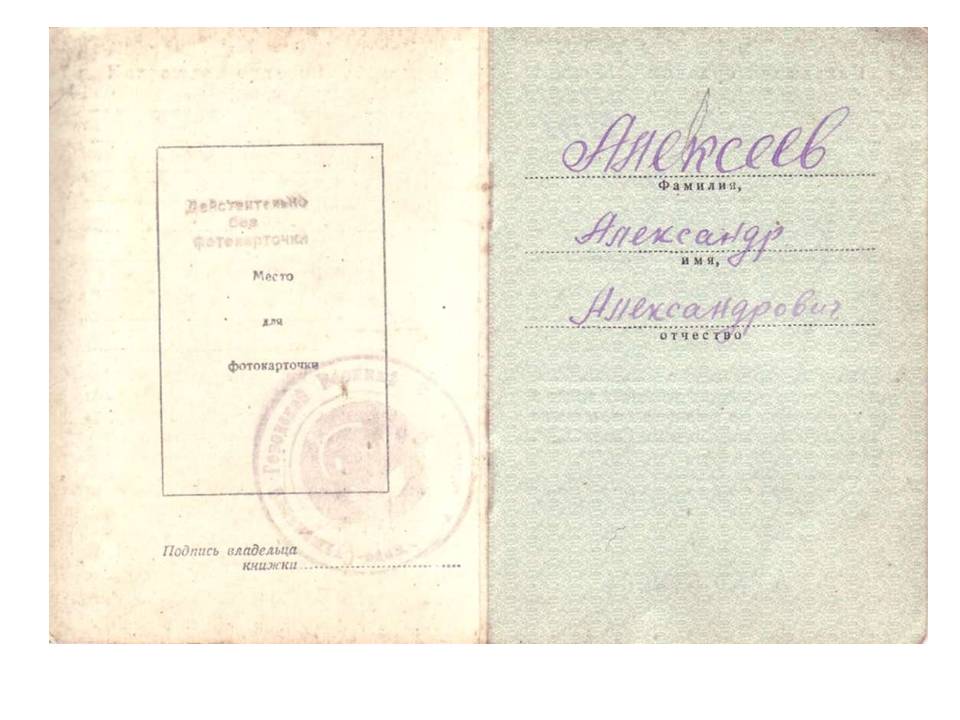 Действительно
без
фотокарточки
Место
для
фотокарточки
Подпись владельца
книжки
Алексеев
Фамилия,
Александр
имя,
Александрович
отчество